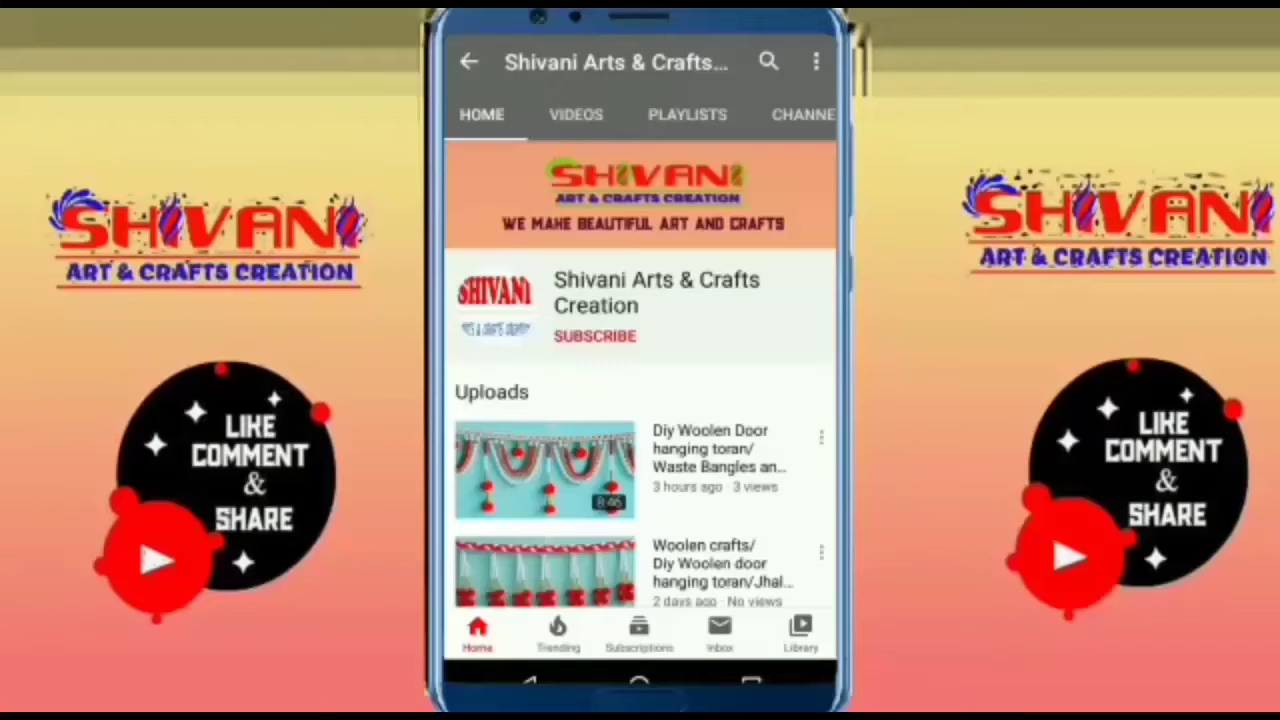 Shivani Arts & Crafts...
HOME VIDEOS PLAYLISTS CHANNE
SHIVANI
ART & CRAFTS CREATION
WE MAKE BEAUTIFUL ART AND CRAFTS
SHIVANI
ARTS & CRAFTS CREATION
Shivani Arts & Crafts
Creation
SUBSCRIBE
Uploads
8:46
Diy Woolen Door
hanging toran/
Waste Bangles an...
3 hours ago · 3 views
Woolen crafts/
Diy Woolen door
hanging toran/Jhal...
2 days ago · No views
Home Trending Subscriptions Inbox Library
SHIVANI
ART & CRAFTS CREATION
LIKE
COMMENT
&
SHARE
SHIVANI
ART & CRAFTS CREATION
LIKE
COMMENT
&
SHARE